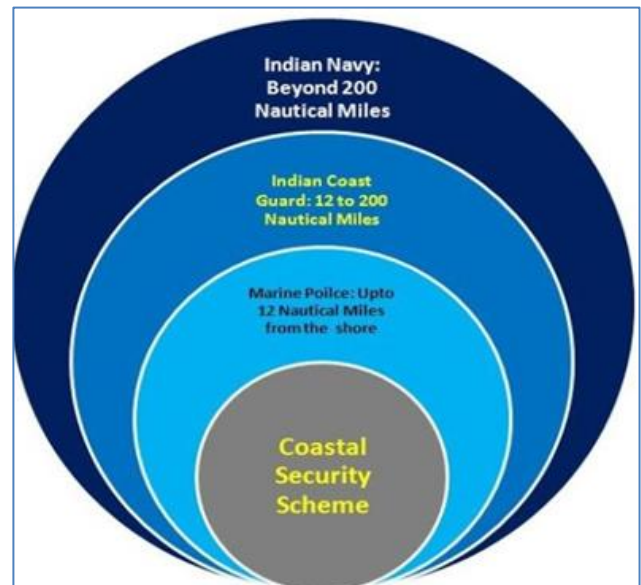 Indian Navy:
Beyond 200
Nautical Miles
Indian Coast
Guard: 12 to 200
Nautical Miles
Marine Poilce: Upto
12 Nautical Miles
from the shore
Coastal
Security
Scheme